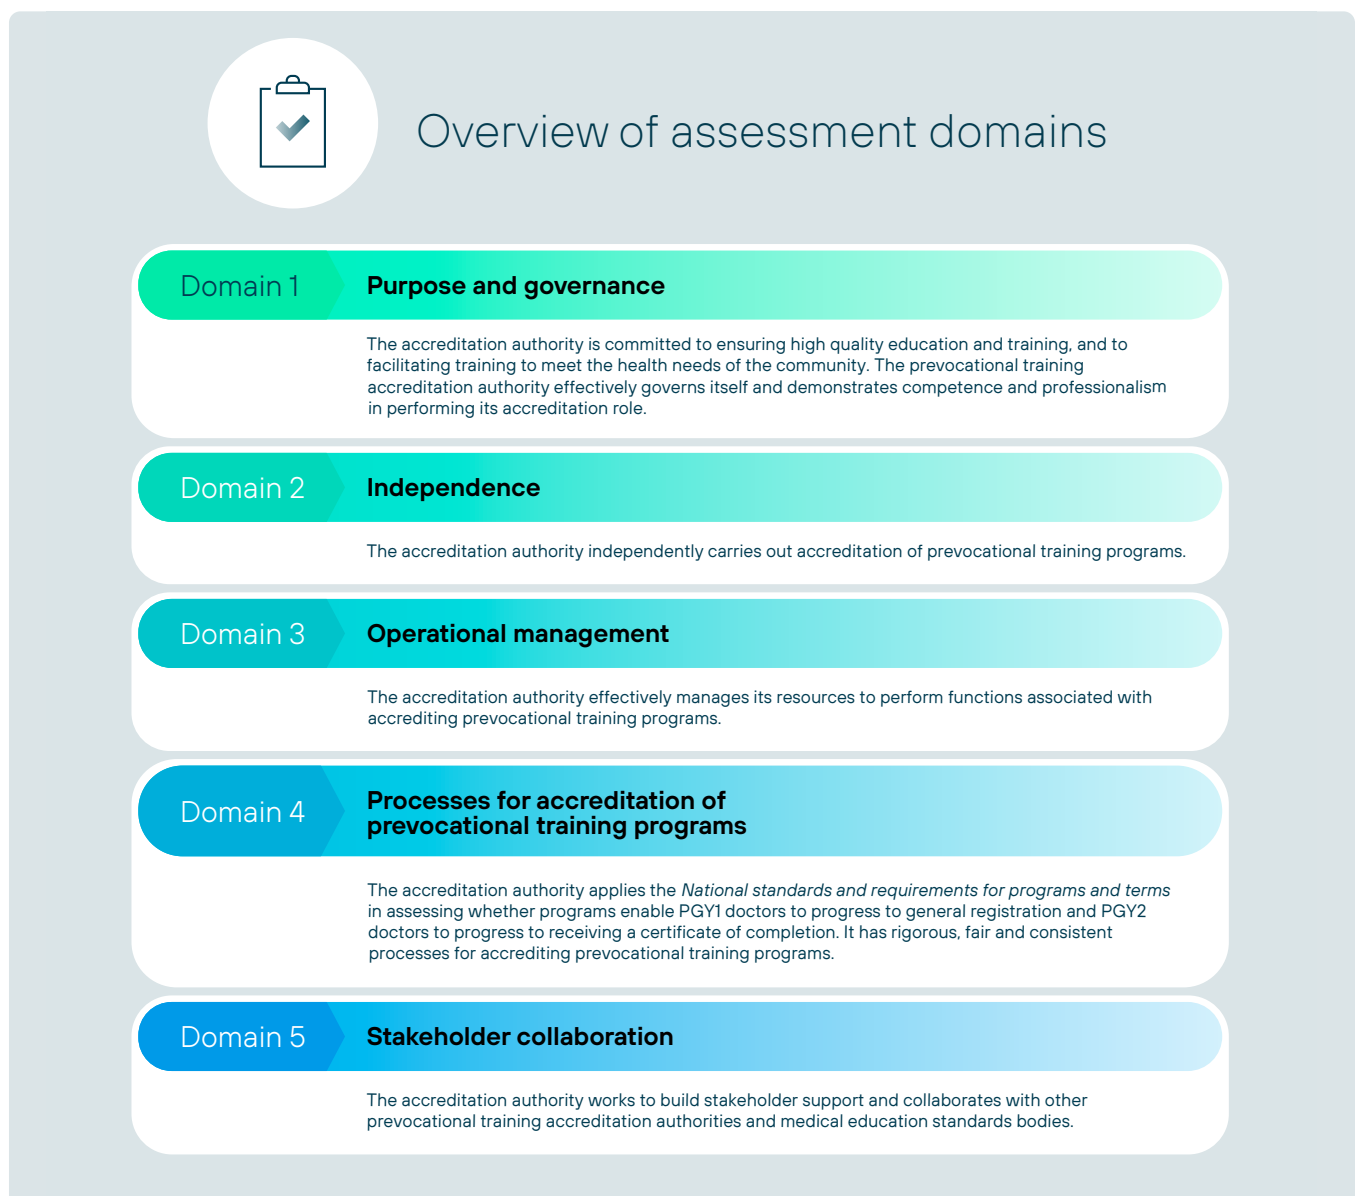 Overview of assessment domains
Domain 1
Purpose and governance
The accreditation authority is committed to ensuring high quality education and training, and to
facilitating training to meet the health needs of the community. The prevocational training
accreditation authority effectively governs itself and demonstrates competence and professionalism
in performing its accreditation role.
Domain 2
Independence
The accreditation authority independently carries out accreditation of prevocational training programs.
Domain 3
Operational management
The accreditation authority effectively manages its resources to perform functions associated with
accrediting prevocational training programs.
Domain 4
Processes for accreditation of
prevocational training programs
The accreditation authority applies the National standards and requirements for programs and terms
in assessing whether programs enable PGY1 doctors to progress to general registration and PGY2
doctors to progress to receiving a certificate of completion. It has rigorous, fair and consistent
processes for accrediting prevocational training programs.
Domain 5
Stakeholder collaboration
The accreditation authority works to build stakeholder support and collaborates with other
prevocational training accreditation authorities and medical education standards bodies.